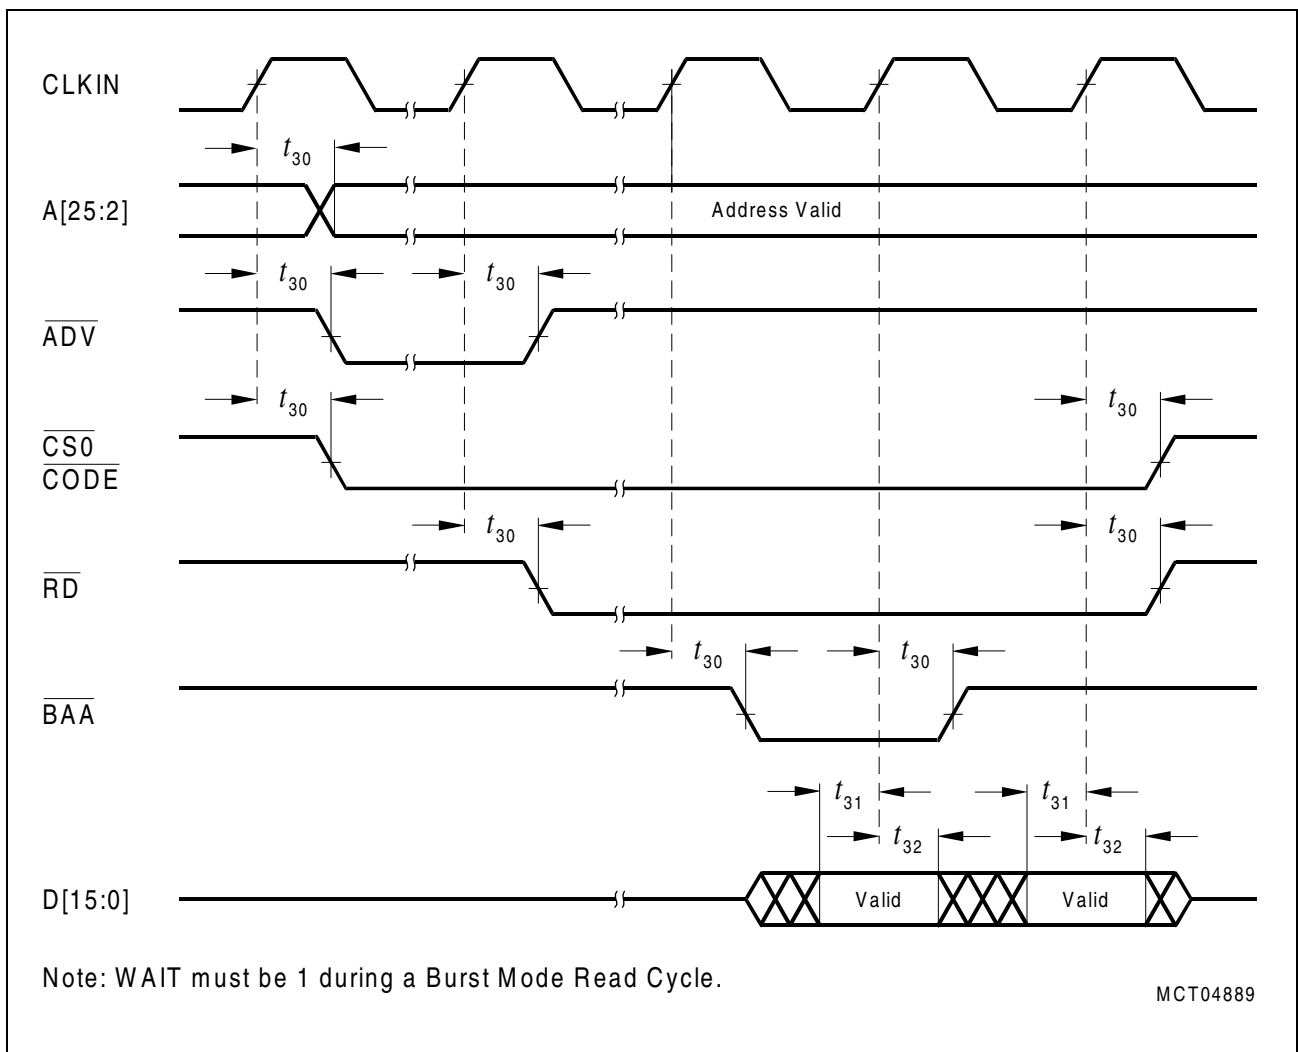 CLKIN
t30
A[25:2]
Address Valid
t30 t30
ADV
t30 t30
CS0
CODE
t30 t30
RD
t30 t30
BAA
t31 t31
t32 t32
D[15:0]
Valid Valid
Note: WAIT must be 1 during a Burst Mode Read Cycle.
MCT04889